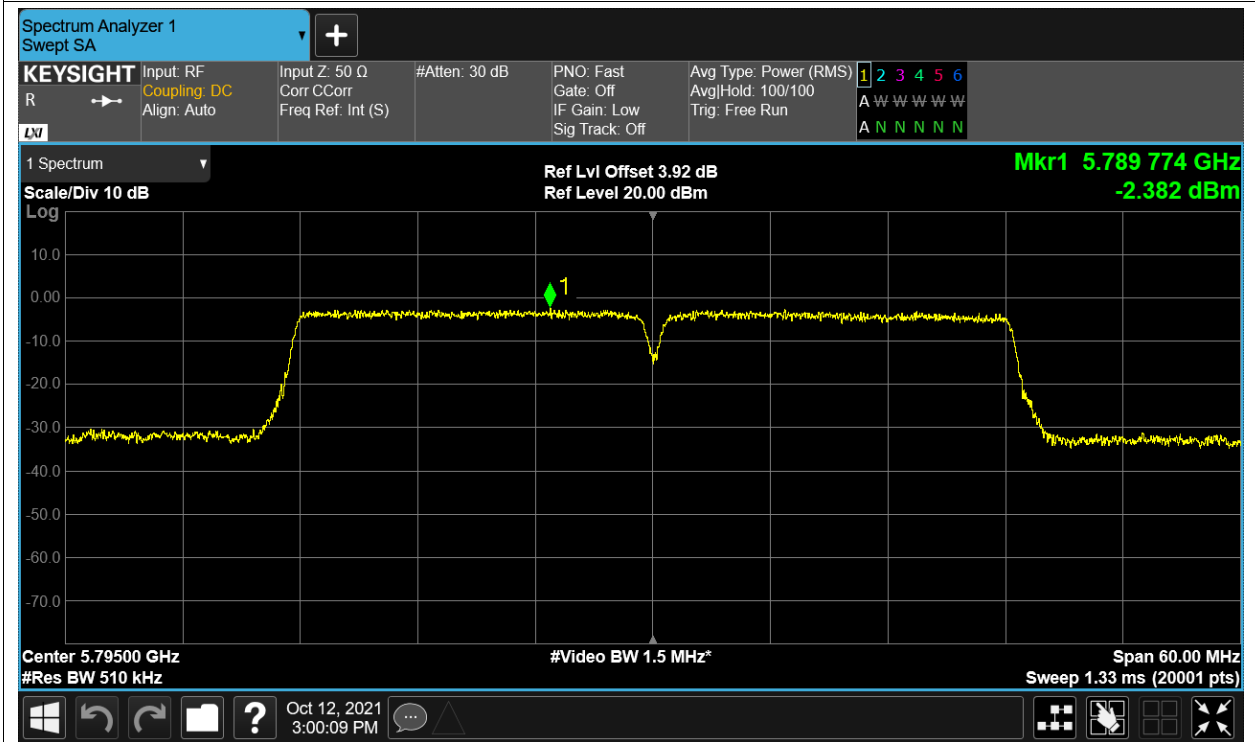 Spectrum Analyzer 1
Swept SA
KEYSIGHT
R
LXI
Input: RF
Coupling: DC
Align: Auto
Input Z: 50 Ω
Corr CCorr
Freq Ref: Int (S)
#Atten: 30 dB
PNO: Fast
Gate: Off
IF Gain: Low
Sig Track: Off
Avg Type: Power (RMS)
Avg|Hold: 100/100
Trig: Free Run
1 2 3 4 5 6
A W W W W W
A N N N N N
1 Spectrum
Scale/Div 10 dB
Ref Lvl Offset 3.92 dB
Ref Level 20.00 dBm
Mkr1 5.789 774 GHz
-2.382 dBm
Log
10.0
0.00
-10.0
-20.0
-30.0
-40.0
-50.0
-60.0
-70.0
1
Center 5.79500 GHz
#Res BW 510 kHz
#Video BW 1.5 MHz*
Span 60.00 MHz
Sweep 1.33 ms (20001 pts)
?
Oct 12, 2021
3:00:09 PM